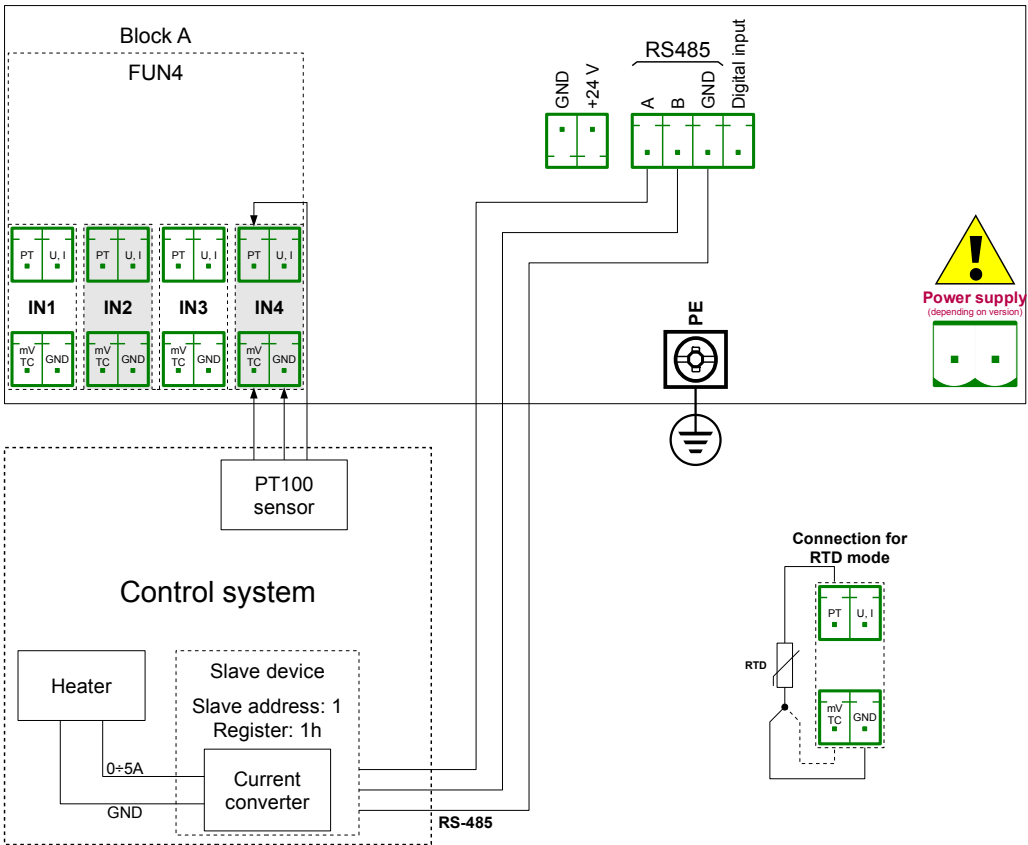 Block A
FUN4
GND
+24 V
RS485
A
B
GND
Digital input
PT
U, I
PT
U, I
PT
U, I
PT
U, I
IN1
IN2
IN3
IN4
mV
TC
GND
mV
TC
GND
mV
TC
GND
mV
TC
GND
PE
Power supply
(depending on version)
PT100
sensor
Control system
Heater
Slave device
Slave address: 1
Register: 1h
Current
converter
0÷5A
GND
RS-485
Connection for
RTD mode
PT
U, I
RTD
mV
TC
GND